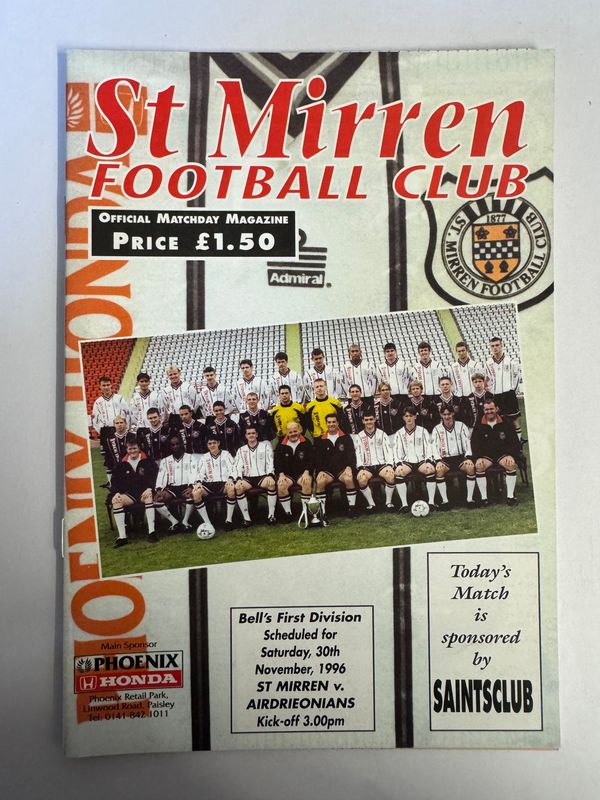 St Mirren
FOOTBALL CLUB
OFFICIAL MATCHDAY MAGAZINE
PRICE £1.50
Admiral
1877
ST. MIRREN FOOTBALL CLUB
Bell's First Division
Scheduled for
Saturday, 30th
November, 1996
ST MIRREN v.
AIRDRIEONIANS
Kick-off 3.00pm
Today's
Match
is
sponsored
by
SAINTSCLUB
Main Sponsor
PHOENIX
HONDA
Phoenix Retail Park,
Linwood Road, Paisley
Tel: 0141-842 1011